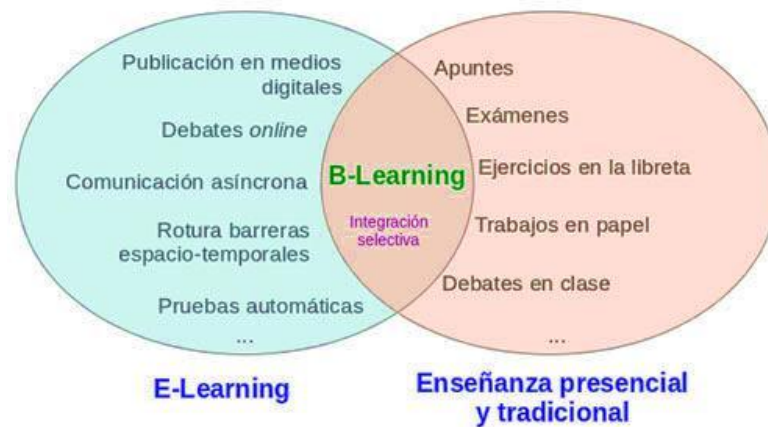 Publicación en medios
digitales
Debates online
Comunicación asíncrona
Rotura barreras
espacio-temporales
Pruebas automáticas
...
B-Learning
Integración
selectiva
Apuntes
Exámenes
Ejercicios en la libreta
Trabajos en papel
Debates en clase
...
E-Learning
Enseñanza presencial
y tradicional